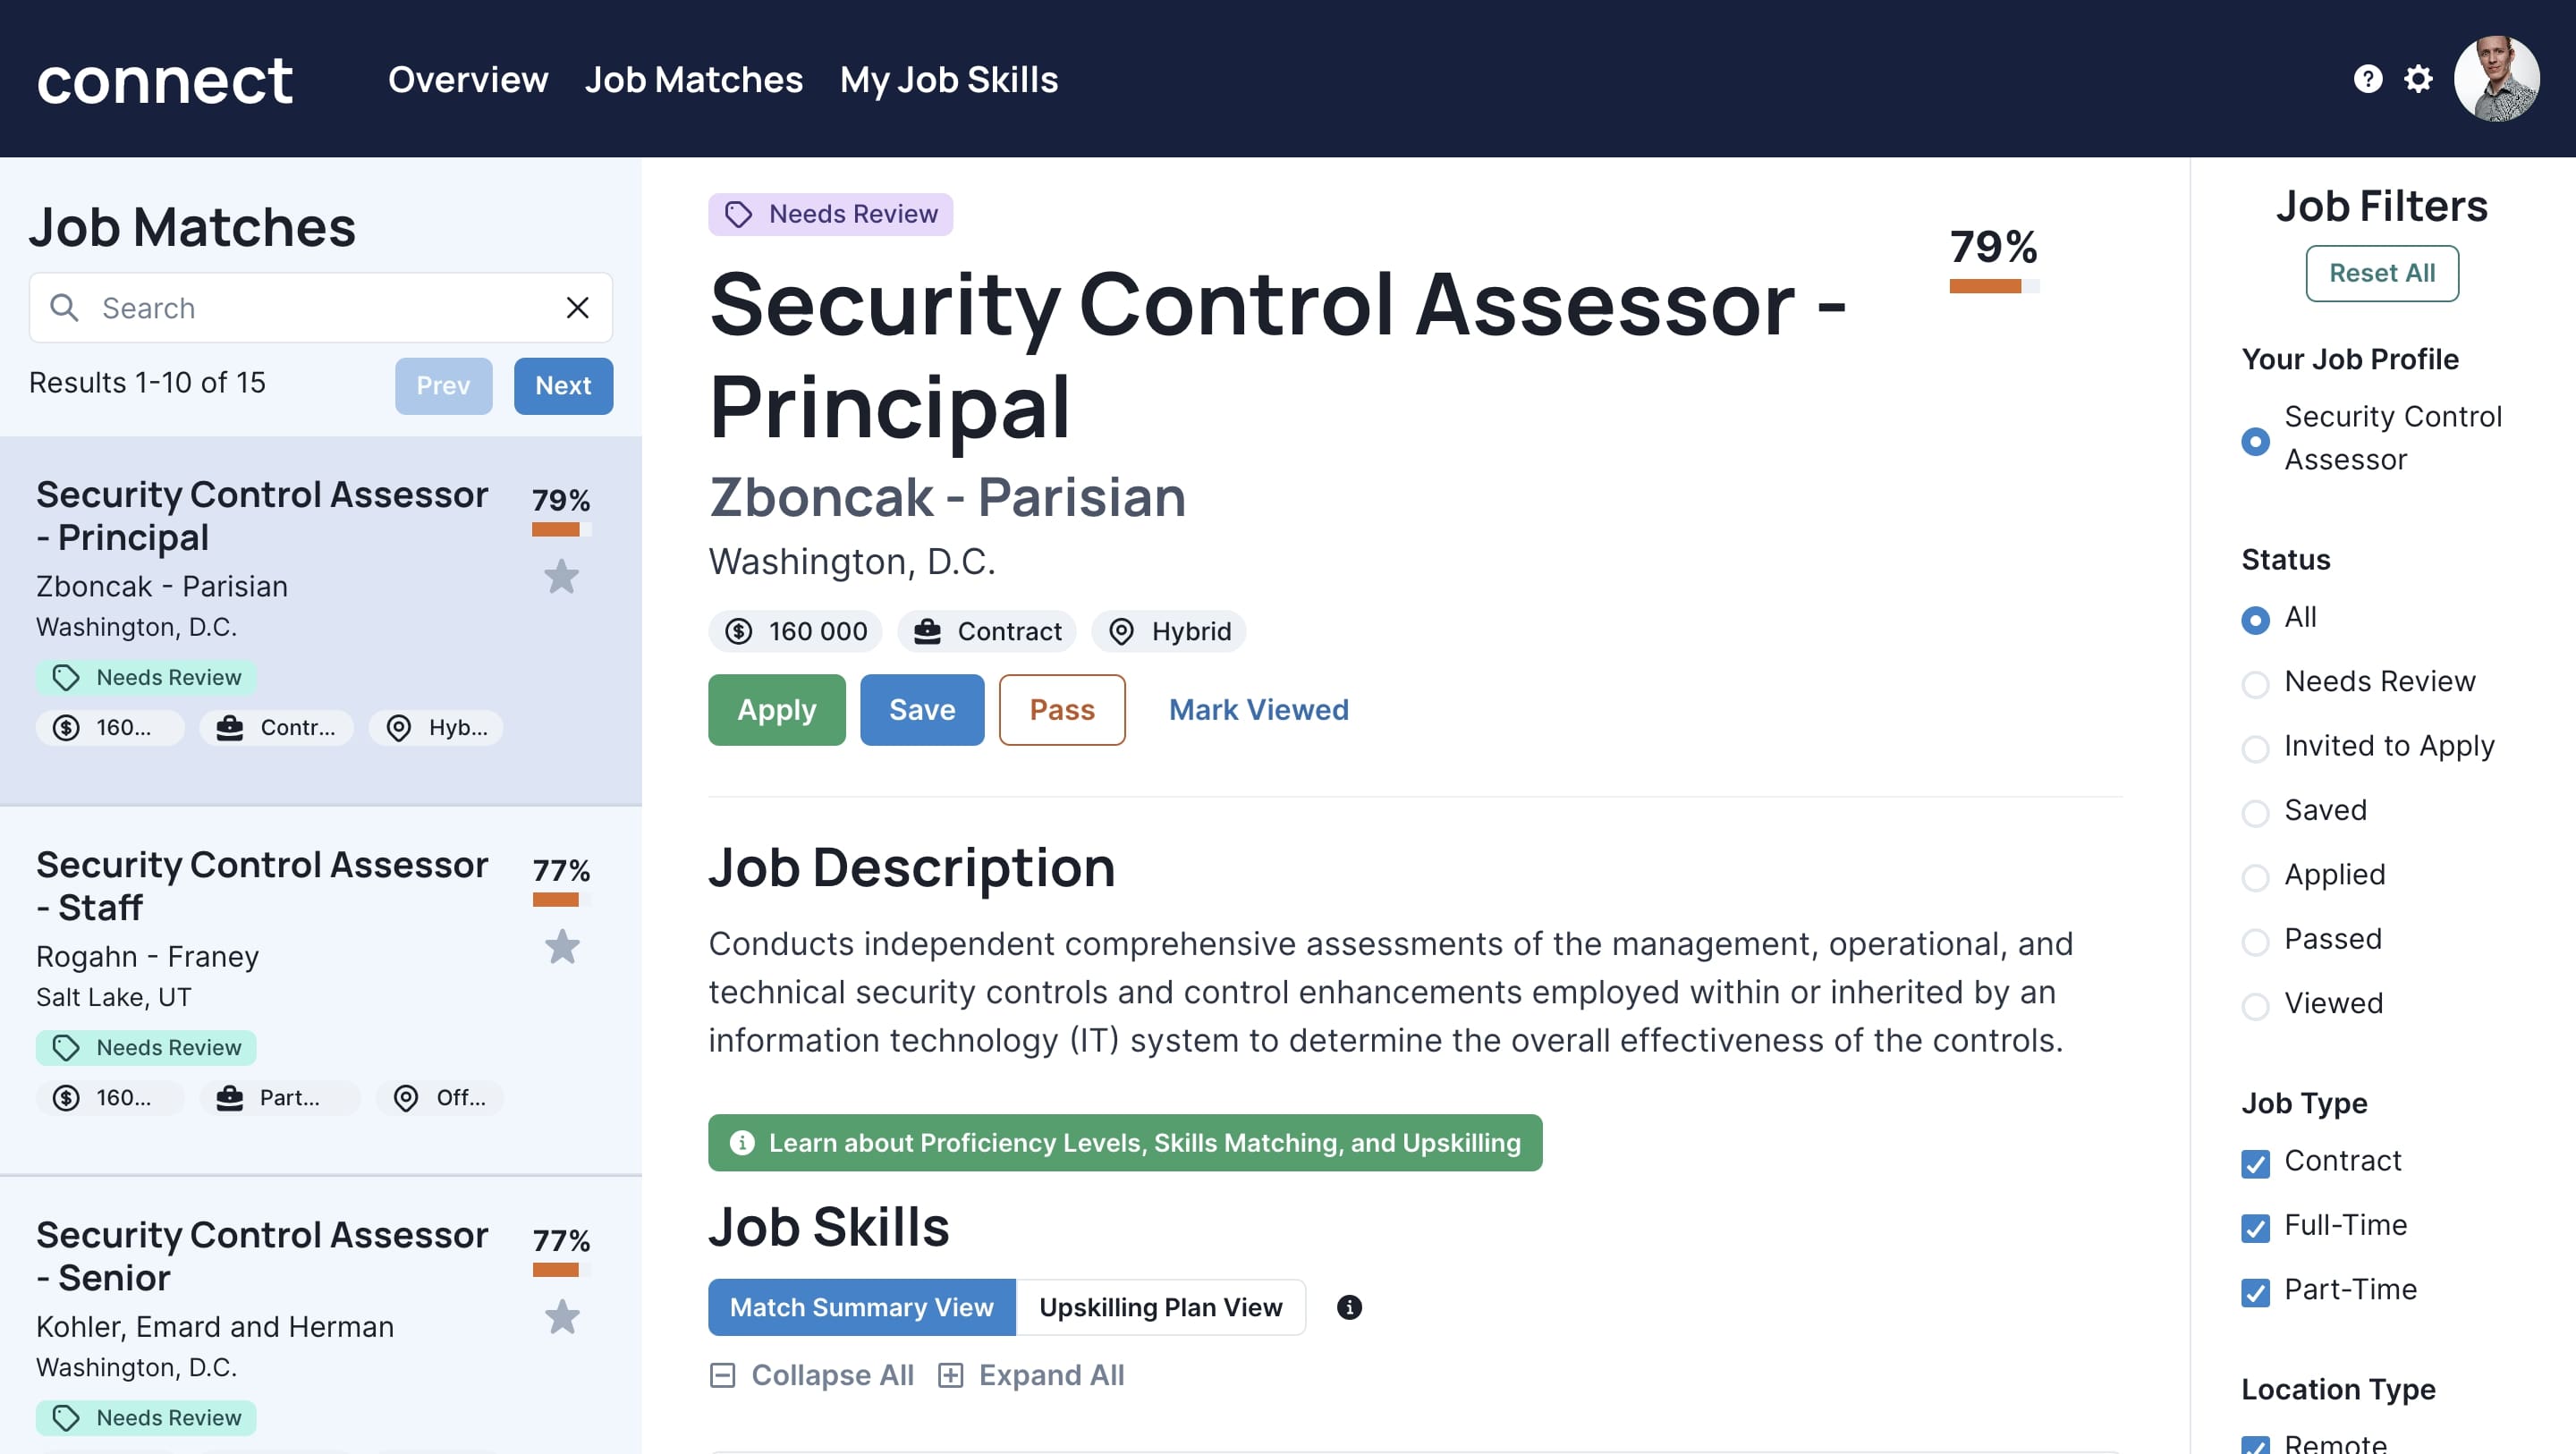 connect
Overview
Job Matches
My Job Skills
?
Job Matches
Search
Results 1-10 of 15
Prev
Next
Security Control Assessor
- Principal
79%
Zboncak - Parisian
Washington, D.C.
Needs Review
160...
Contr...
Hyb...
Security Control Assessor
- Staff
77%
Rogahn - Franey
Salt Lake, UT
Needs Review
160...
Part...
Off...
Security Control Assessor
- Senior
77%
Kohler, Emard and Herman
Washington, D.C.
Needs Review
Needs Review
79%
Security Control Assessor -
Principal
Zboncak - Parisian
Washington, D.C.
160 000
Contract
Hybrid
Apply
Save
Pass
Mark Viewed
Job Description
Conducts independent comprehensive assessments of the management, operational, and
technical security controls and control enhancements employed within or inherited by an
information technology (IT) system to determine the overall effectiveness of the controls.
Learn about Proficiency Levels, Skills Matching, and Upskilling
Job Skills
Match Summary View
Upskilling Plan View
Collapse All
Expand All
Job Filters
Reset All
Your Job Profile
Security Control
Assessor
Status
All
Needs Review
Invited to Apply
Saved
Applied
Passed
Viewed
Job Type
Contract
Full-Time
Part-Time
Location Type
Remote